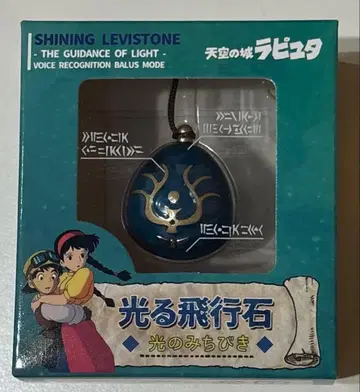 SHINING LEVISTONE
- THE GUIDANCE OF LIGHT -
VOICE RECOGNITION BALUS MODE
天空の城ラピュタ
光る飛行石
光のみちびき